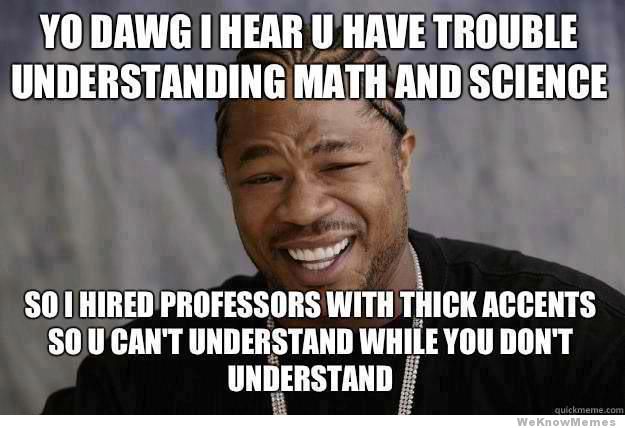 YO DAWG I HEAR U HAVE TROUBLE
UNDERSTANDING MATH AND SCIENCE
SO I HIRED PROFESSORS WITH THICK ACCENTS
SO U CAN'T UNDERSTAND WHILE YOU DON'T
UNDERSTAND
quickmeme.com
WeKnowMemes